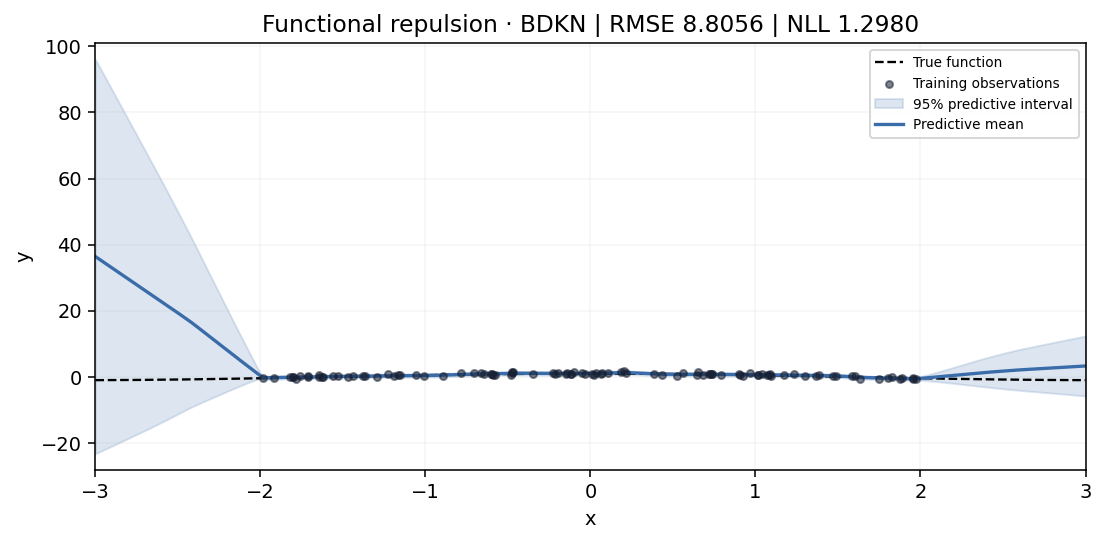 Functional repulsion · BDKN | RMSE 8.8056 | NLL 1.2980
True function
Training observations
95% predictive interval
Predictive mean
y
100
80
60
40
20
0
−20
−3
−2
−1
0
1
2
3
x